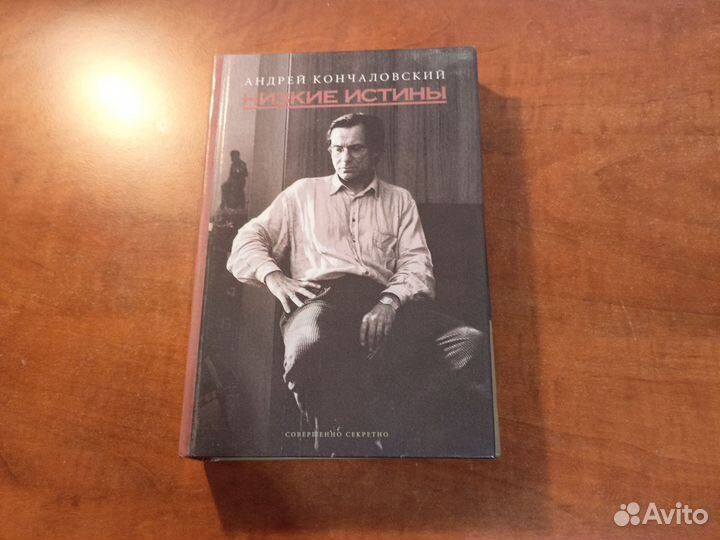 АНДРЕЙ КОНЧАЛОВСКИЙ
НИЗКИЕ ИСТИНЫ
СОВЕРШЕННО СЕКРЕТНО
Avito